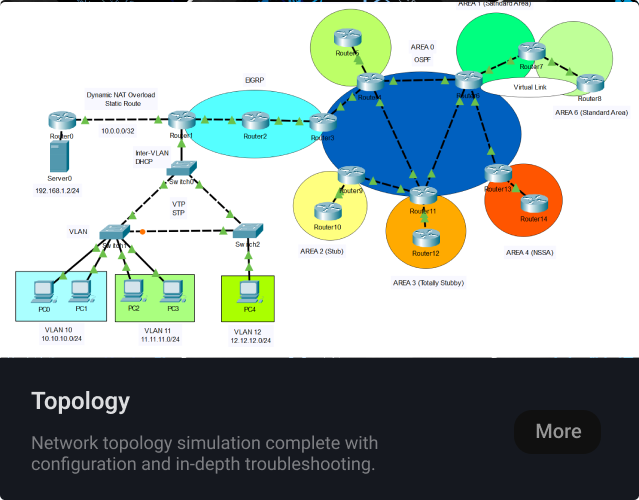 AREA 1 (Satndard Area)
AREA 0
OSPF
Router7
EIGRP
Virtual Link
Router8
Dynamic NAT Overload
Static Route
AREA 6 (Standard Area)
10.0.0.0/32
Router0
Router1
Router2
Inter-VLAN
DHCP
Server0
Switch0
192.168.1.2/24
Router9
Router13
VTP
STP
Router10
Router11
Router14
VLAN
Switch1
Switch2
Router12
AREA 2 (Stub)
AREA 4 (NSSA)
AREA 3 (Totally Stubby)
PC0
PC1
PC2
PC3
PC4
VLAN 10
10.10.10.0/24
VLAN 11
11.11.11.0/24
VLAN 12
12.12.12.0/24
Topology
More
Network topology simulation complete with
configuration and in-depth troubleshooting.